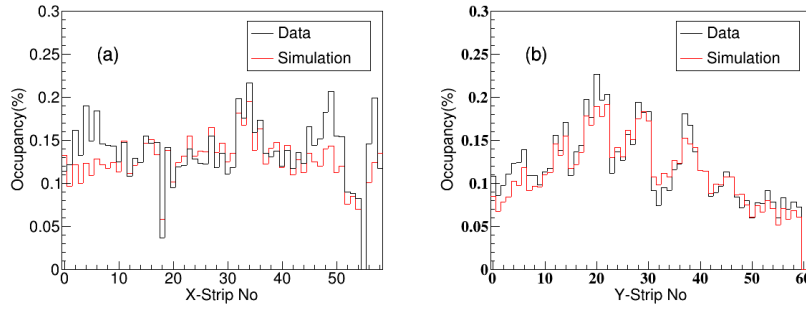 0.3
0.25
0.2
0.15
0.1
0.05
0
Occupancy(%)
(a)
Data
Simulation
0 10 20 30 40 50
X-Strip No
0.3
0.25
0.2
0.15
0.1
0.05
0
Occupancy(%)
(b)
Data
Simulation
0 10 20 30 40 50 60
Y-Strip No